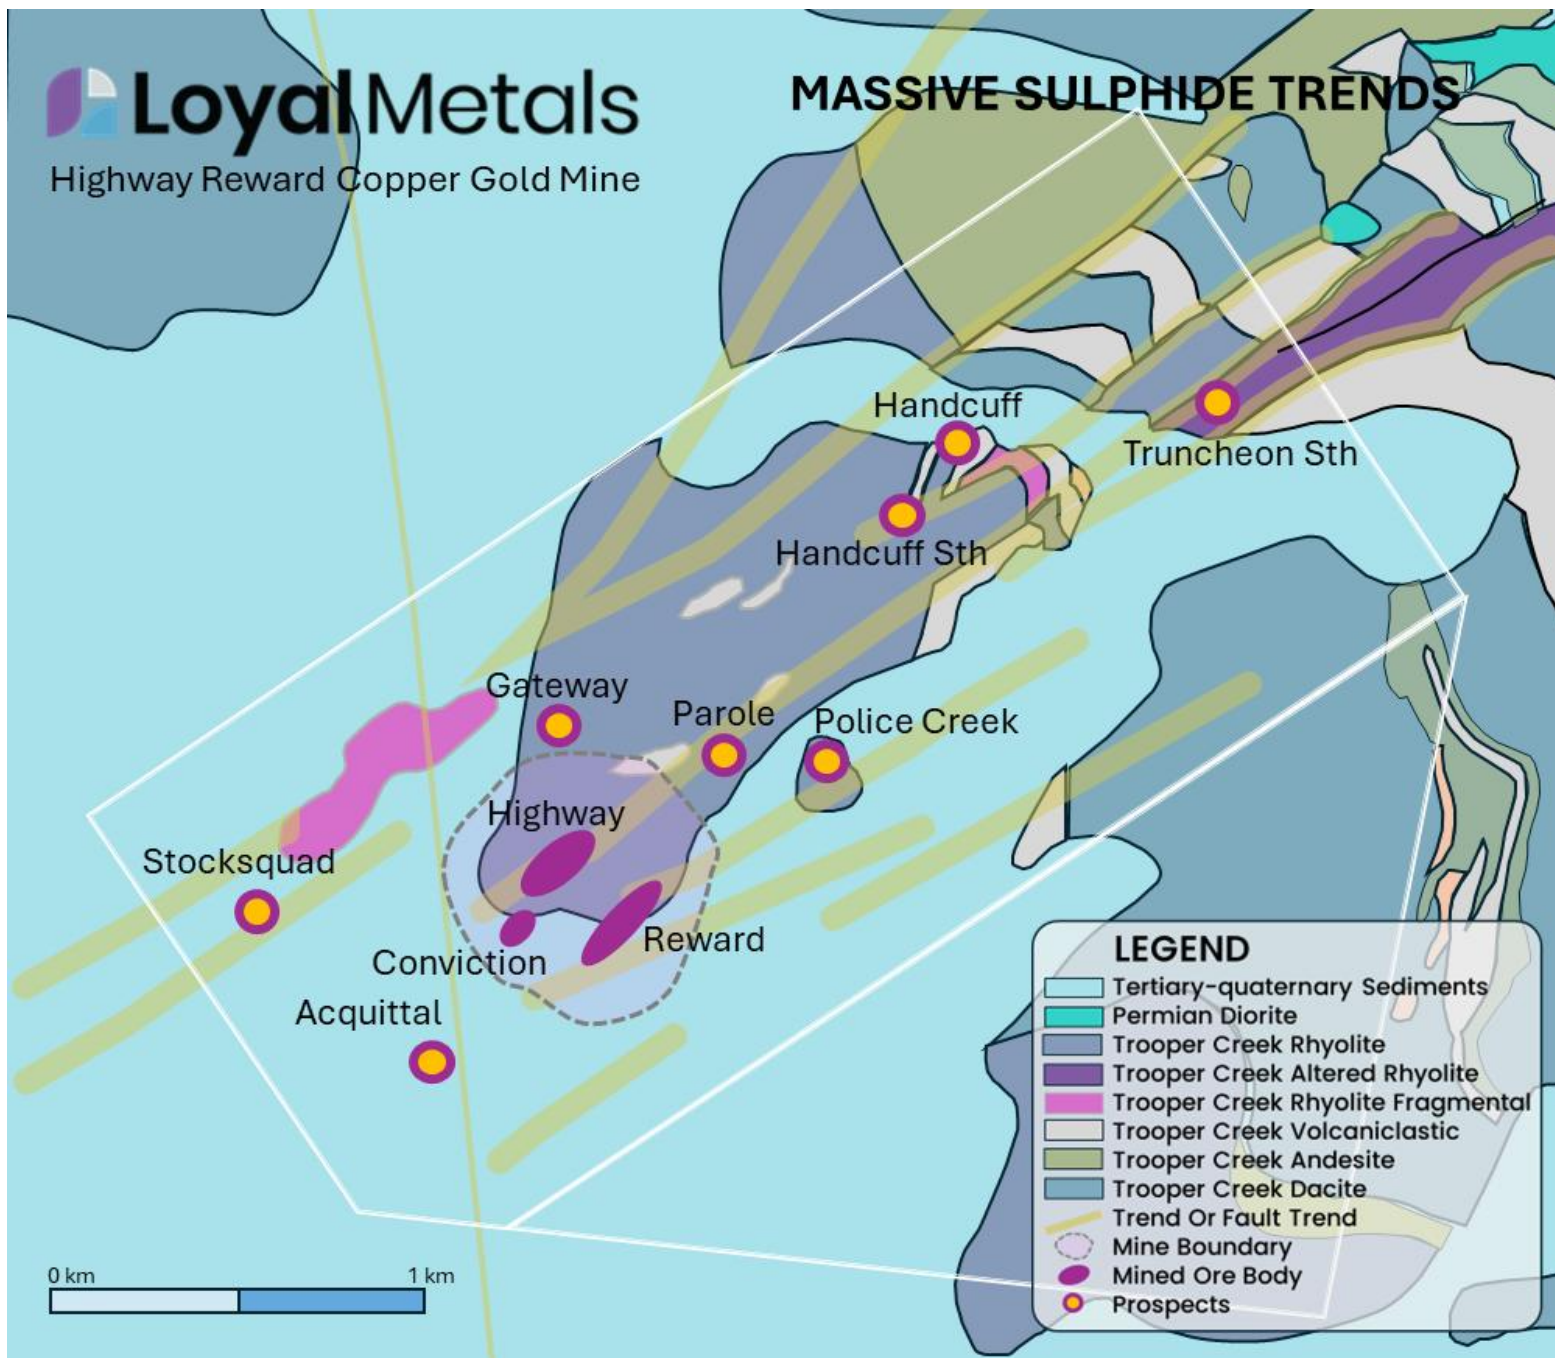 Loyal Metals
Highway Reward Copper Gold Mine
MASSIVE SULPHIDE TRENDS
Handcuff
Truncheon Sth
Handcuff Sth
Gateway
Parole
Police Creek
Highway
Stocksquad
Reward
Conviction
Acquittal
LEGEND
Tertiary-quaternary Sediments
Permian Diorite
Trooper Creek Rhyolite
Trooper Creek Altered Rhyolite
Trooper Creek Rhyolite Fragmental
Trooper Creek Volcaniclastic
Trooper Creek Andesite
Trooper Creek Dacite
Trend Or Fault Trend
Mine Boundary
Mined Ore Body
Prospects
0 km 1 km